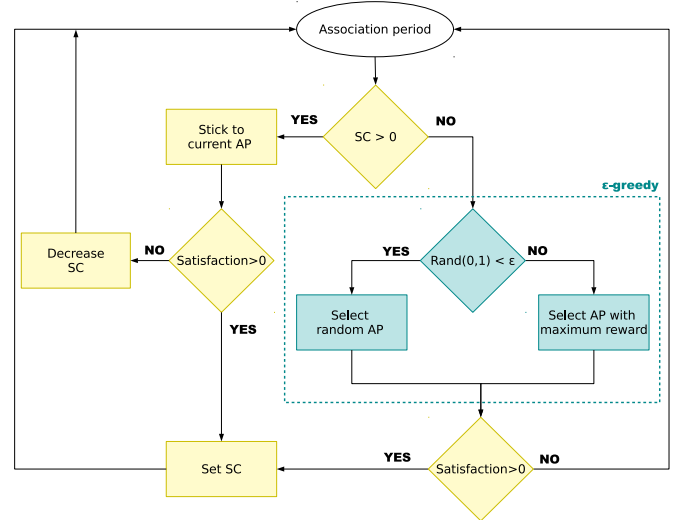 Association period
YES
NO
Stick to
current AP
SC > 0
ε-greedy
Decrease
SC
NO
Satisfaction>0
YES
Rand(0,1) < ε
NO
YES
Select
random AP
Select AP with
maximum reward
Set SC
YES
Satisfaction>0
NO